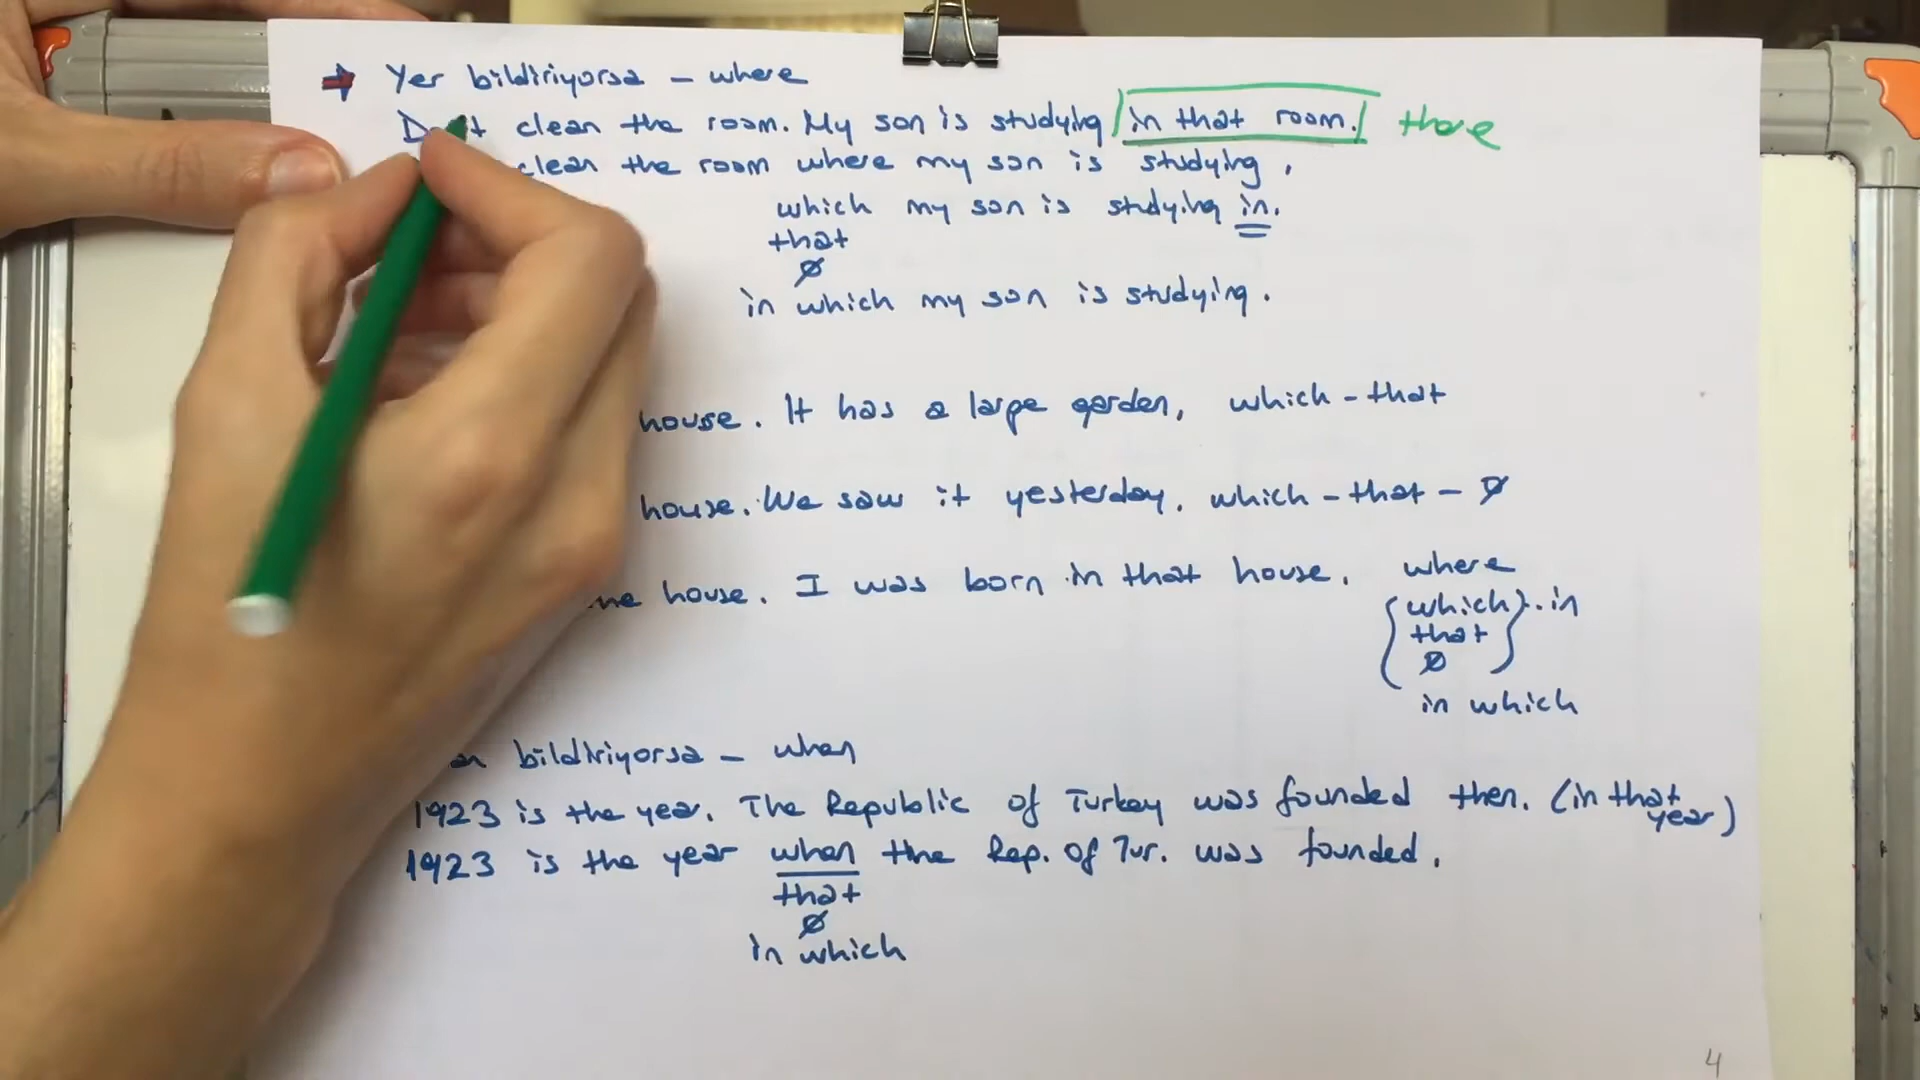 Yer bildiriyorsa - where
clean the room. My son is studying in that room. there
clean the room where my son is studying.
which my son is studying in.
that
Ø
in which my son is studying.
house. It has a large garden, which - that
house. We saw it yesterday. which - that - Ø
house. I was born in that house. where
which in
that
Ø
in which
bildiriyorsa - when
1923 is the year. The Republic of Turkey was founded then. (in that year)
1923 is the year when the Rep. of Tur. was founded.
that
Ø
in which
4